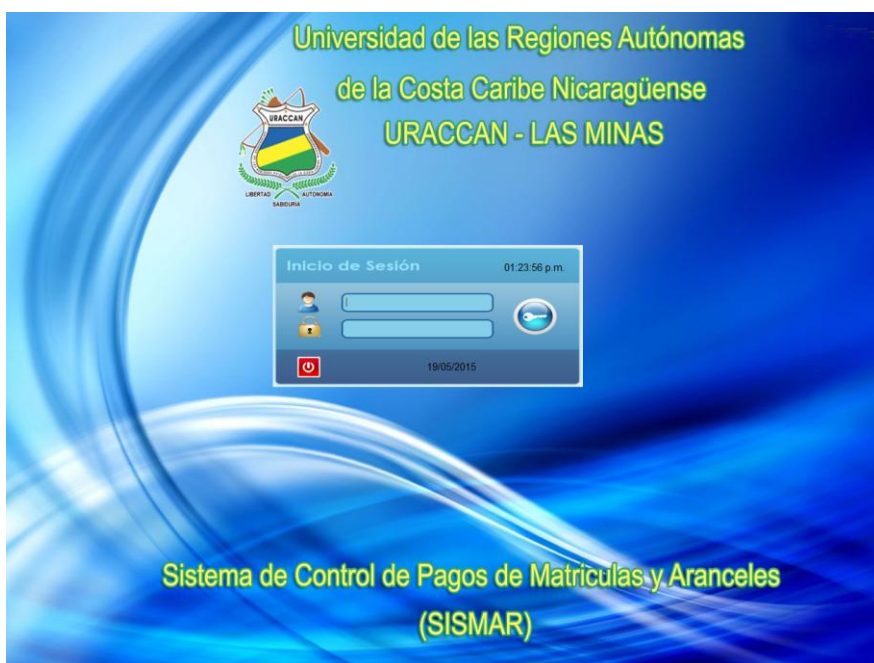 Universidad de las Regiones Autónomas
de la Costa Caribe Nicaragüense
URACCAN - LAS MINAS
URACCAN
LIBERTAD AUTONOMIA
SABIDURIA
Inicio de Sesión 01:23:56 p.m.
19/05/2015
Sistema de Control de Pagos de Matriculas y Aranceles
(SISMAR)